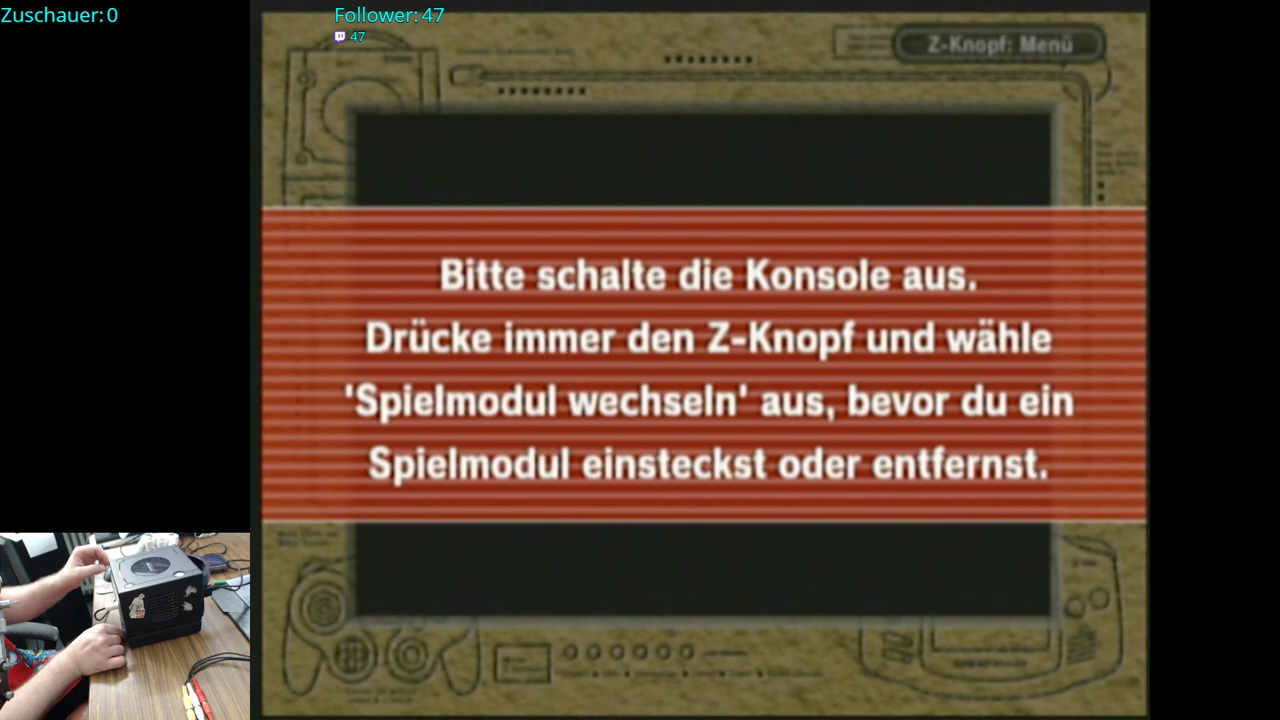 Zuschauer: 0
Follower: 47
47
Z-Knopf: Menü
Bitte schalte die Konsole aus.
Drücke immer den Z-Knopf und wähle
'Spielmodul wechseln' aus, bevor du ein
Spielmodul einsteckst oder entfernst.